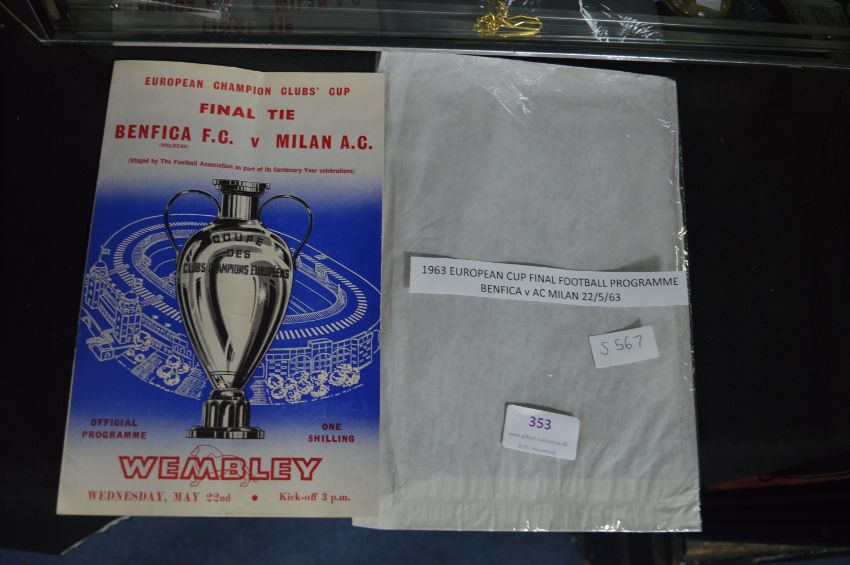 EUROPEAN CHAMPION CLUBS' CUP
FINAL TIE
BENFICA F.C. v MILAN A.C.
(HOLDERS)
(Staged by The Football Association as part of its Centenary Year celebrations)
COUPE
DES
CLUBS CHAMPIONS EUROPÉENS
OFFICIAL
PROGRAMME
ONE
SHILLING
WEMBLEY
WEDNESDAY, MAY 22nd • Kick-off 3 p.m.
1963 EUROPEAN CUP FINAL FOOTBALL PROGRAMME
BENFICA v AC MILAN 22/5/63
S 567
353